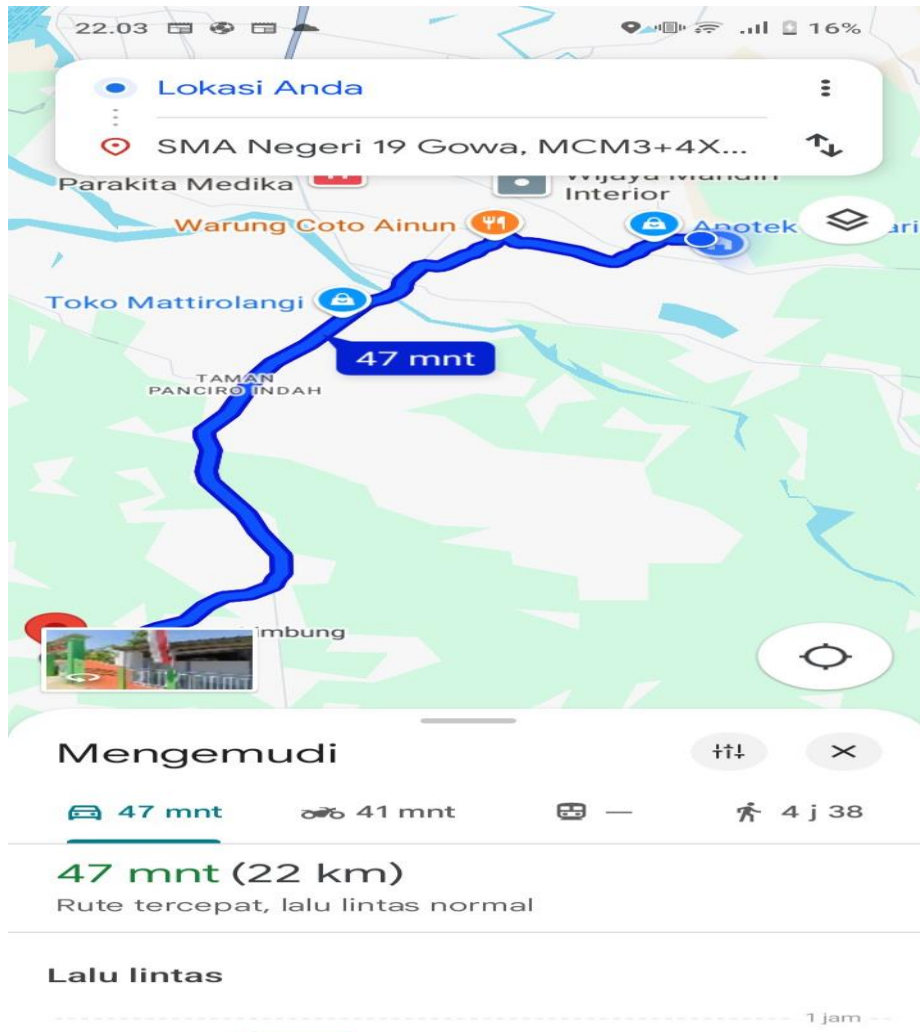 22.03
16%
Lokasi Anda
SMA Negeri 19 Gowa, MCM3+4X...
Parakita Medika
Interior
Warung Coto Ainun
Apotek
Toko Mattirolangi
47 mnt
TAMAN
PANCIRO INDAH
Mengemudi
47 mnt
41 mnt
—
4 j 38
47 mnt (22 km)
Rute tercepat, lalu lintas normal
Lalu lintas
1 jam